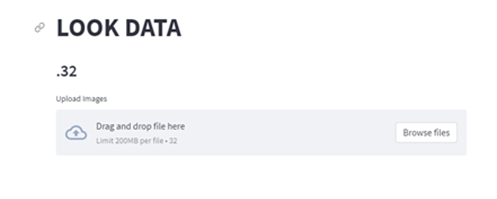 LOOK DATA
.32
Upload Images
Drag and drop file here
Limit 200MB per file • 32
Browse files